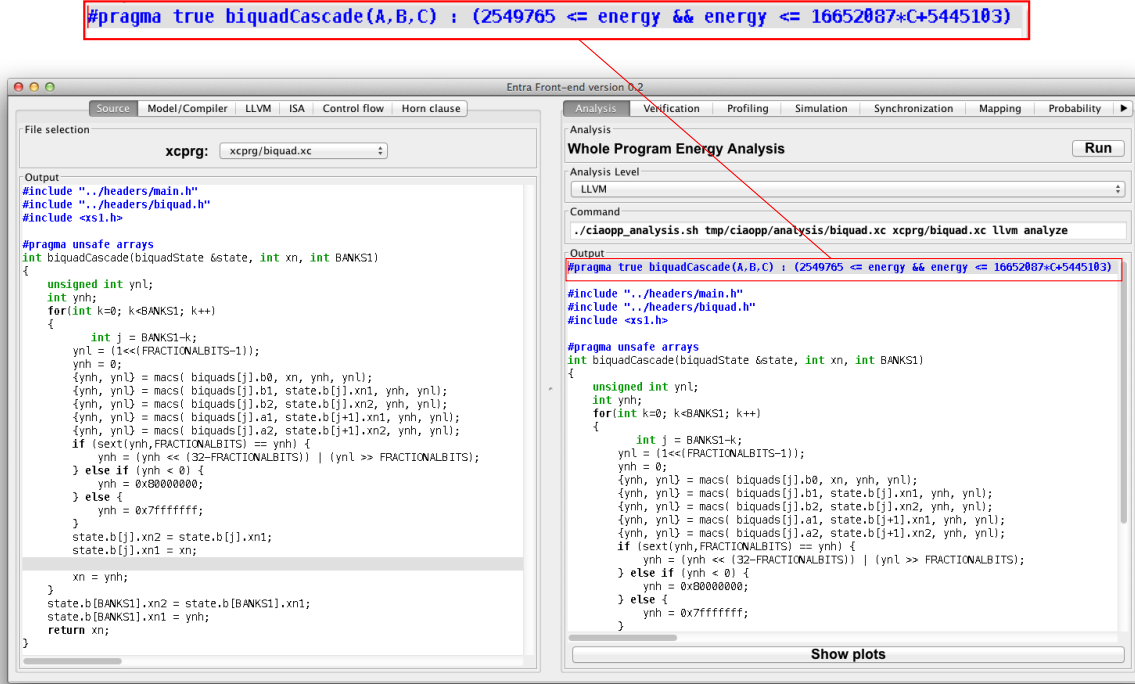 #pragma true biquadCascade(A,B,C) : (2549765 <= energy && energy <= 16652087*C+5445103)
Entra Front-end version 0.2
Source Model/Compiler LLVM ISA Control flow Horn clause
File selection
xcprg: xcprg/biquad.xc
Output
#include "../headers/main.h"
#include "../headers/biquad.h"
#include <xs1.h>
#pragma unsafe arrays
int biquadCascade(biquadState &state, int xn, int BANKS1)
{
unsigned int ynl;
int ynh;
for(int k=0; k<BANKS1; k++)
{
int j = BANKS1-k;
ynl = (1<<(FRACTIONALBITS-1));
ynh = 0;
{ynh, ynl} = macs( biquads[j].b0, xn, ynh, ynl);
{ynh, ynl} = macs( biquads[j].b1, state.b[j].xn1, ynh, ynl);
{ynh, ynl} = macs( biquads[j].b2, state.b[j].xn2, ynh, ynl);
{ynh, ynl} = macs( biquads[j].a1, state.b[j+1].xn1, ynh, ynl);
{ynh, ynl} = macs( biquads[j].a2, state.b[j+1].xn2, ynh, ynl);
if (sext(ynh,FRACTIONALBITS) == ynh) {
ynh = (ynh << (32-FRACTIONALBITS)) | (ynl >> FRACTIONALBITS);
} else if (ynh < 0) {
ynh = 0x80000000;
} else {
ynh = 0x7fffffff;
}
state.b[j].xn2 = state.b[j].xn1;
state.b[j].xn1 = xn;
xn = ynh;
}
state.b[BANKS1].xn2 = state.b[BANKS1].xn1;
state.b[BANKS1].xn1 = ynh;
return xn;
}
Analysis Verification Profiling Simulation Synchronization Mapping Probability
Analysis
Whole Program Energy Analysis Run
Analysis Level
LLVM
Command
./ciaopp_analysis.sh tmp/ciaopp/analysis/biquad.xc xcprg/biquad.xc llvm analyze
Output
#pragma true biquadCascade(A,B,C) : (2549765 <= energy && energy <= 16652087*C+5445103)
#include "../headers/main.h"
#include "../headers/biquad.h"
#include <xs1.h>
#pragma unsafe arrays
int biquadCascade(biquadState &state, int xn, int BANKS1)
{
unsigned int ynl;
int ynh;
for(int k=0; k<BANKS1; k++)
{
int j = BANKS1-k;
ynl = (1<<(FRACTIONALBITS-1));
ynh = 0;
{ynh, ynl} = macs( biquads[j].b0, xn, ynh, ynl);
{ynh, ynl} = macs( biquads[j].b1, state.b[j].xn1, ynh, ynl);
{ynh, ynl} = macs( biquads[j].b2, state.b[j].xn2, ynh, ynl);
{ynh, ynl} = macs( biquads[j].a1, state.b[j+1].xn1, ynh, ynl);
{ynh, ynl} = macs( biquads[j].a2, state.b[j+1].xn2, ynh, ynl);
if (sext(ynh,FRACTIONALBITS) == ynh) {
ynh = (ynh << (32-FRACTIONALBITS)) | (ynl >> FRACTIONALBITS);
} else if (ynh < 0) {
ynh = 0x80000000;
} else {
ynh = 0x7fffffff;
}
Show plots